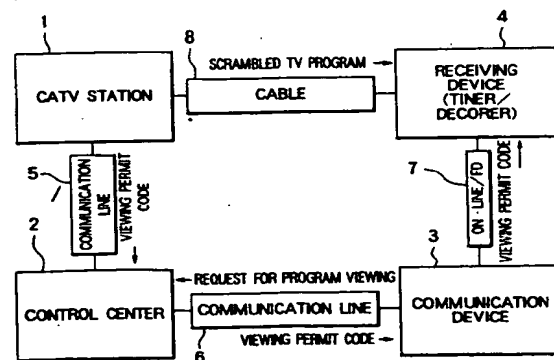 1
CATV STATION
8
SCRAMBLED TV PROGRAM →
CABLE
4
RECEIVING
DEVICE
(TINER/
DECORER)
5
COMMUNICATION
LINE
VIEWING PERMIT
CODE
7
ON-LINE/FD
VIEWING PERMIT CODE
2
CONTROL CENTER
← REQUEST FOR PROGRAM VIEWING
COMMUNICATION LINE
6
VIEWING PERMIT CODE →
3
COMMUNICATION
DEVICE